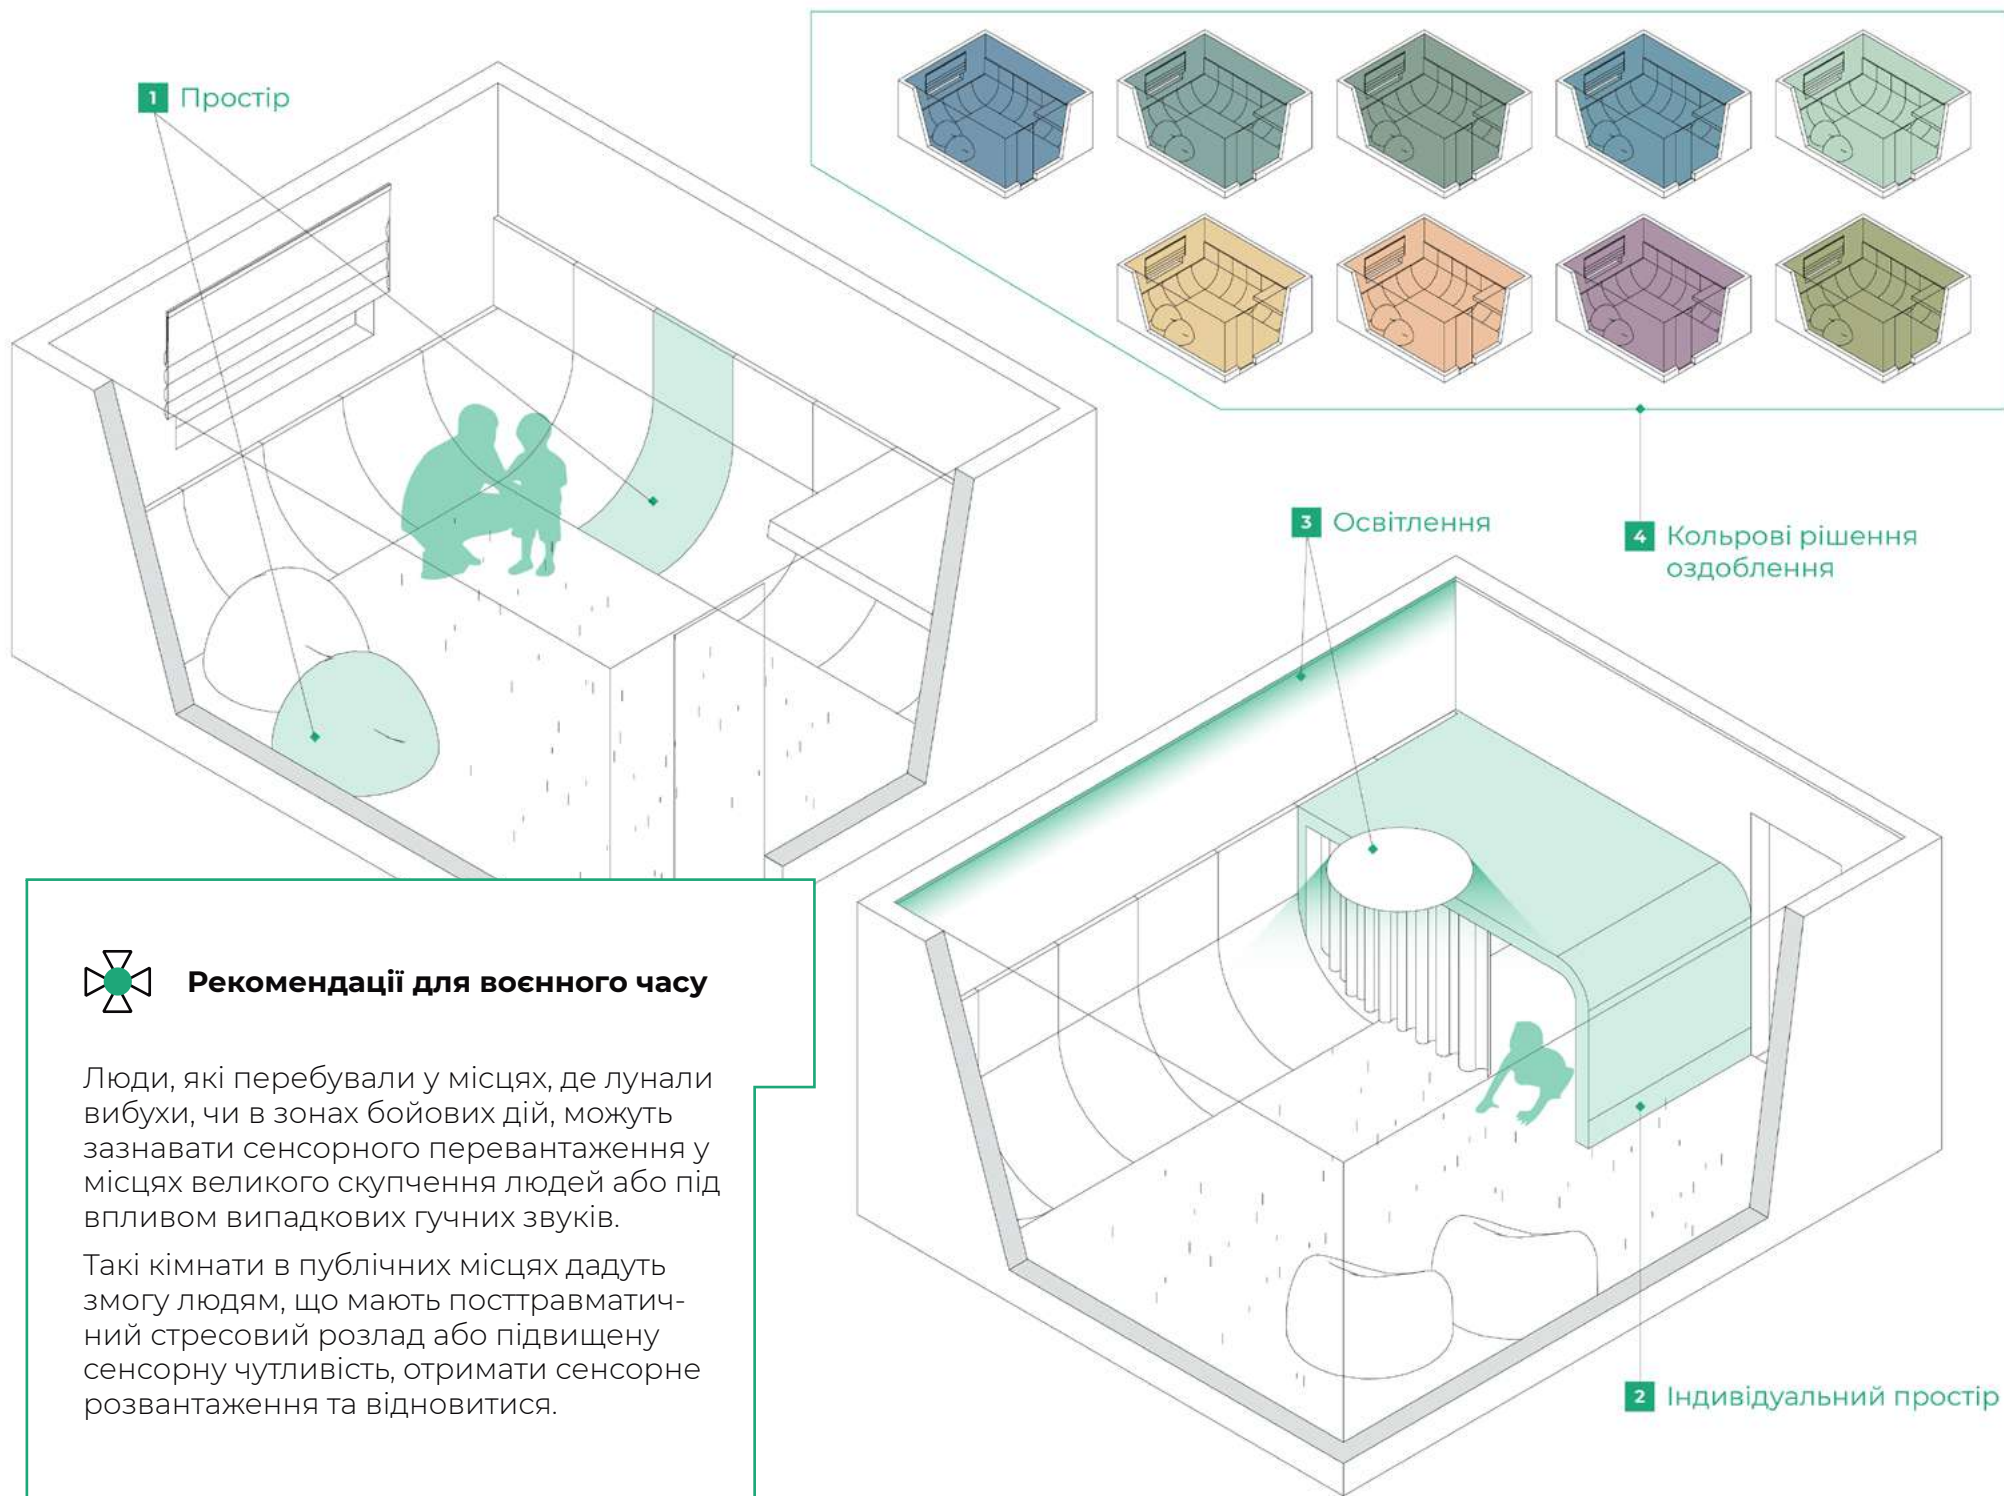 1 Простір
3 Освітлення
4 Кольрові рішення
оздоблення
2 Індивідуальний простір
Рекомендації для воєнного часу
Люди, які перебували у місцях, де лунали
вибухи, чи в зонах бойових дій, можуть
зазнавати сенсорного перевантаження у
місцях великого скупчення людей або під
впливом випадкових гучних звуків.
Такі кімнати в публічних місцях дадуть
змогу людям, що мають посттравматич-
ний стресовий розлад або підвищену
сенсорну чутливість, отримати сенсорне
розвантаження та відновитися.